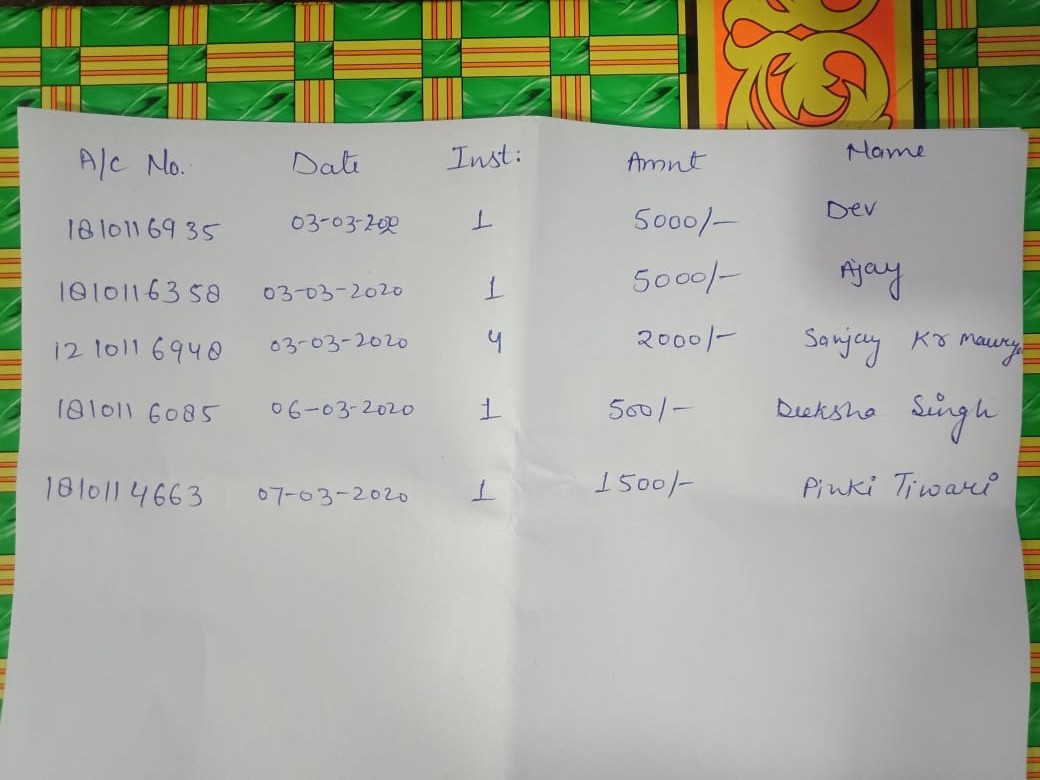 A/c No. Date Inst: Amnt Name
1810116935 03-03-202 1 5000/- Dev
1810116358 03-03-2020 1 5000/- Ajay
1210116948 03-03-2020 4 2000/- Sanjay Kr Maurya
1810116085 06-03-2020 1 500/- Deeksha Singh
1810114663 07-03-2020 1 1500/- Pinki Tiwari